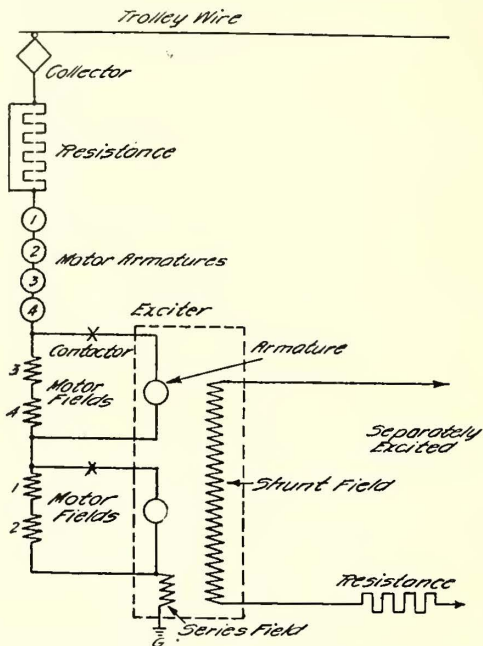 Trolley Wire
Collector
Resistance
1
2
3
4
Motor Armatures
Exciter
Contactor
Armature
3
4
Motor Fields
Separately Excited
Shunt Field
1
2
Motor Fields
Resistance
Series Field
G